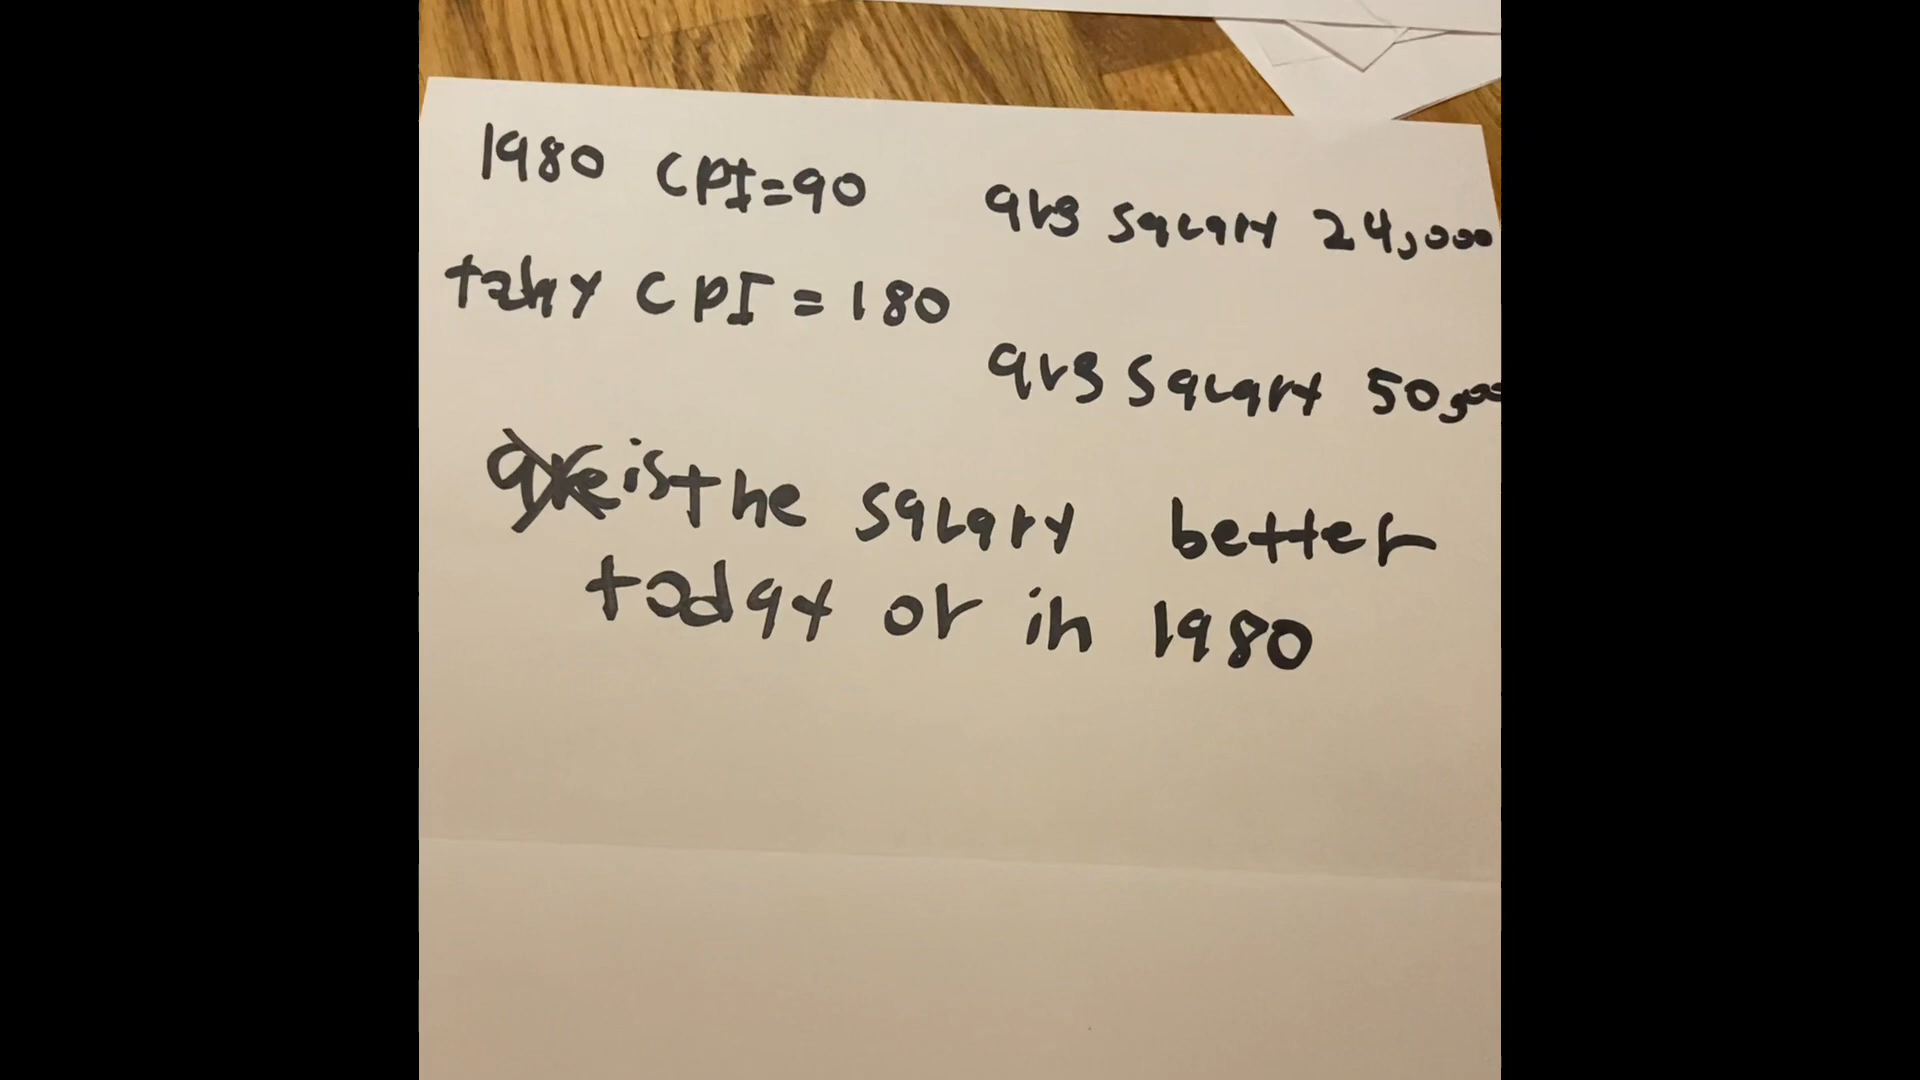 1980 CPI=90 avg salary 24,000
today CPI = 180
avg salary 50,000
is the salary better
today or in 1980